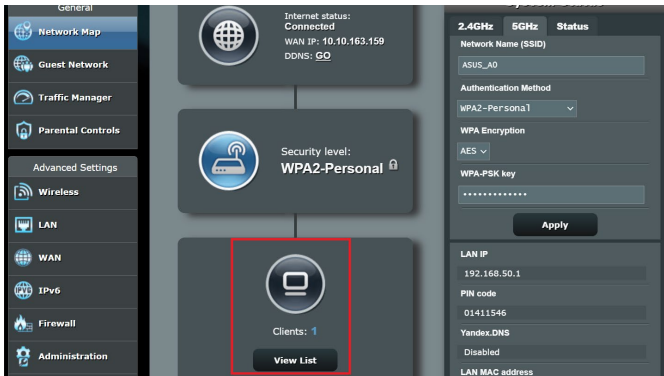 General
Network Map
Guest Network
Traffic Manager
Parental Controls
Advanced Settings
Wireless
LAN
WAN
IPv6
IPv6
Firewall
Administration
Internet status:
Connected
WAN IP: 10.10.163.159
DDNS: GO
Security level:
WPA2-Personal
Clients: 1
View List
2.4GHz 5GHz Status
Network Name (SSID)
ASUS_A0
Authentication Method
WPA2-Personal
WPA Encryption
AES
WPA-PSK key
•••••••••••••
Apply
LAN IP
192.168.50.1
PIN code
01411546
Yandex.DNS
Disabled
LAN MAC address